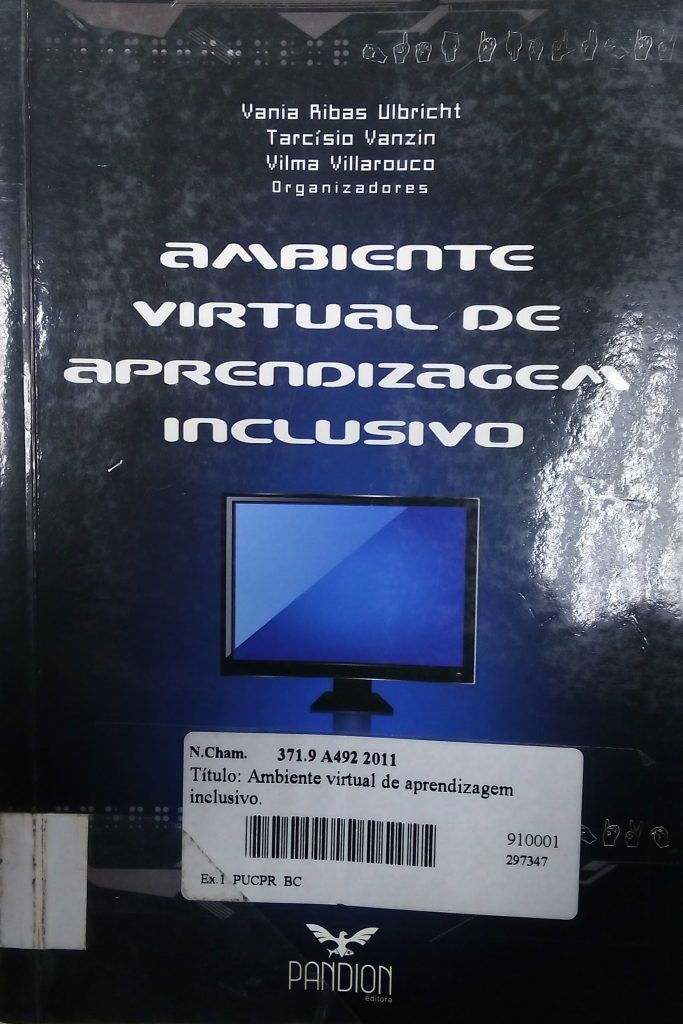 Vania Ribas Ulbricht
Tarcísio Vanzin
Vilma Villarouco
Organizadores
AMBIENTE
VIRTUAL DE
APRENDIZAGEM
INCLUSIVO
N.Cham. 371.9 A492 2011
Título: Ambiente virtual de aprendizagem
inclusivo.
910001
297347
Ex.1 PUCPR BC
PANDION
editora